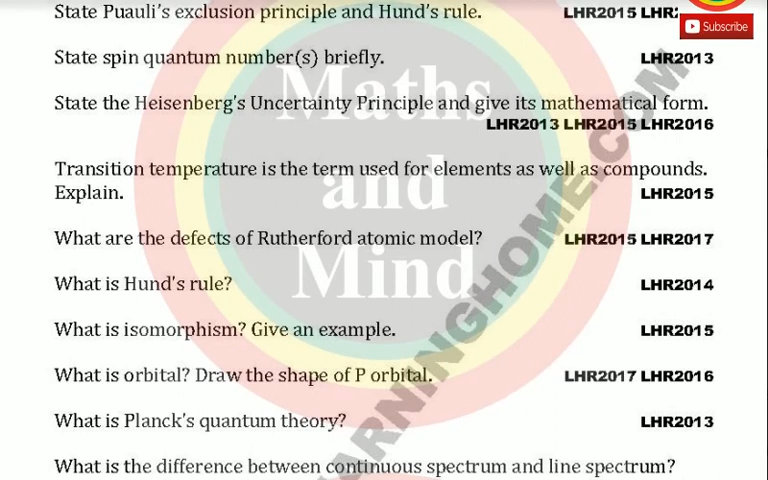 State Puauli's exclusion principle and Hund's rule. LHR2015
Subscribe
State spin quantum number(s) briefly. LHR2013
State the Heisenberg's Uncertainty Principle and give its mathematical form.
LHR2013 LHR2015 LHR2016
Transition temperature is the term used for elements as well as compounds.
Explain. LHR2015
What are the defects of Rutherford atomic model? LHR2015 LHR2017
What is Hund's rule? LHR2014
What is isomorphism? Give an example. LHR2015
What is orbital? Draw the shape of P orbital. LHR2017 LHR2016
What is Planck's quantum theory? LHR2013
What is the difference between continuous spectrum and line spectrum?
Maths
and
Mind
ARNINGHOME.COM